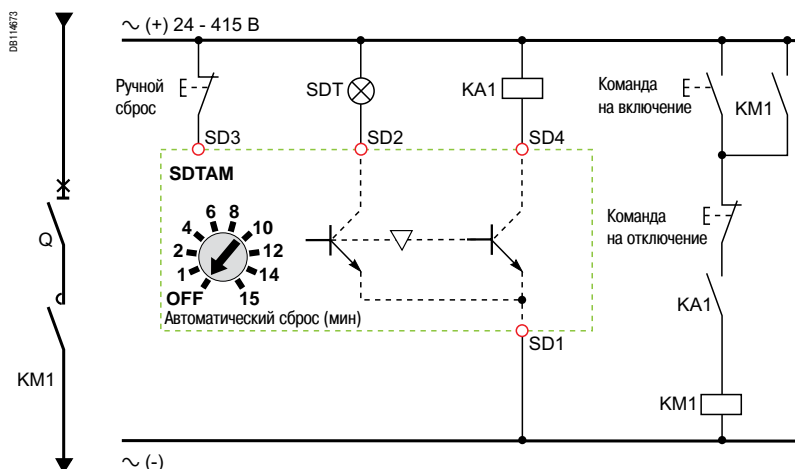 DB114673
∼ (+) 24 - 415 В
Ручной
сброс
SDT
KA1
Команда
на включение
KM1
SD3
SD2
SD4
SDTAM
6
8
4
10
2
12
1
14
OFF
15
Автоматический сброс (мин)
Q
Команда
на отключение
KA1
SD1
KM1
KM1
∼ (-)